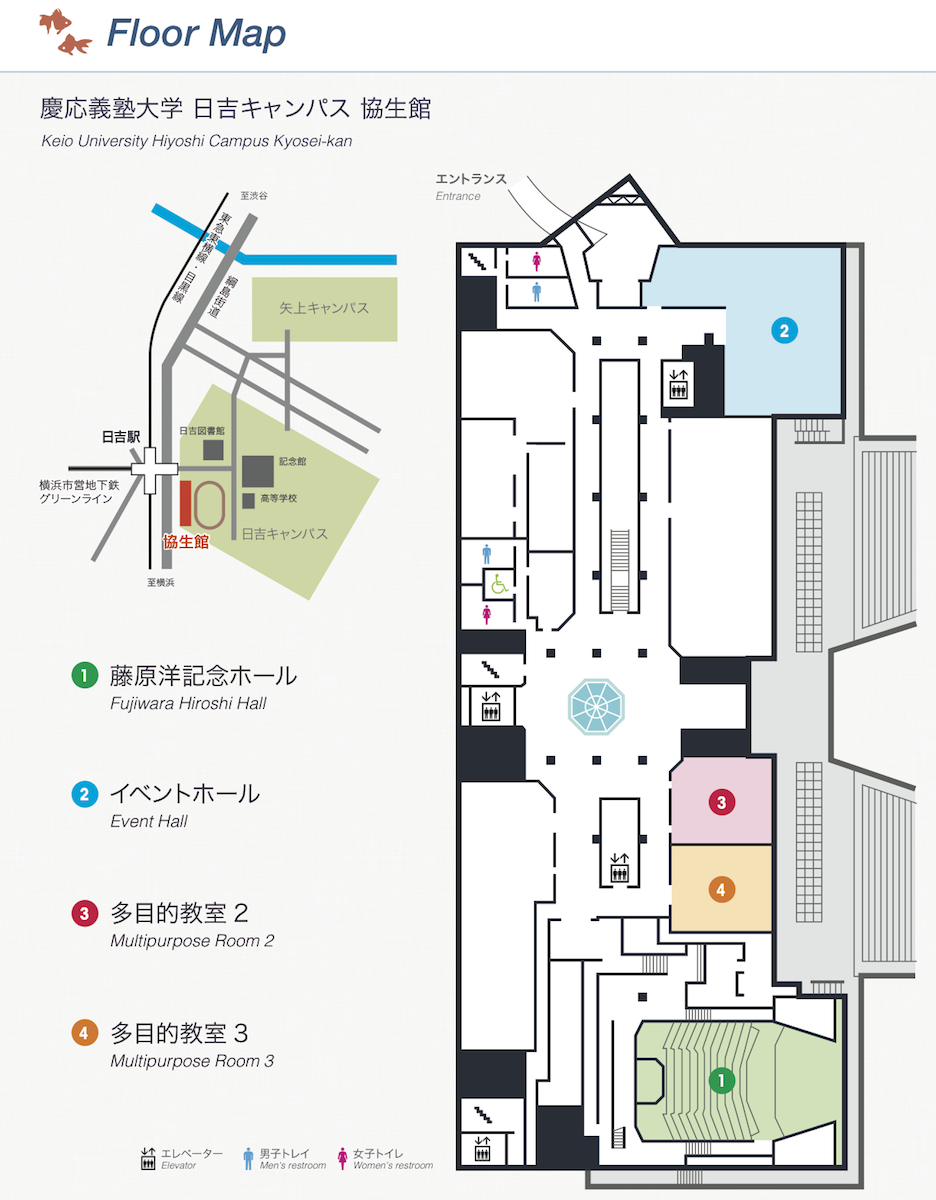 Floor Map
慶応義塾大学 日吉キャンパス 協生館
Keio University Hiyoshi Campus Kyosei-kan
エントランス
Entrance
至渋谷
東急東横線・目黒線
綱島街道
矢上キャンパス
日吉図書館
日吉駅
記念館
横浜市営地下鉄
グリーンライン
高等学校
日吉キャンパス
協生館
至横浜
2
3
4
1
1 藤原洋記念ホール
Fujiwara Hiroshi Hall
2 イベントホール
Event Hall
3 多目的教室 2
Multipurpose Room 2
4 多目的教室 3
Multipurpose Room 3
エレベーター
Elevator
男子トレイ
Men's restroom
女子トイレ
Women's restroom